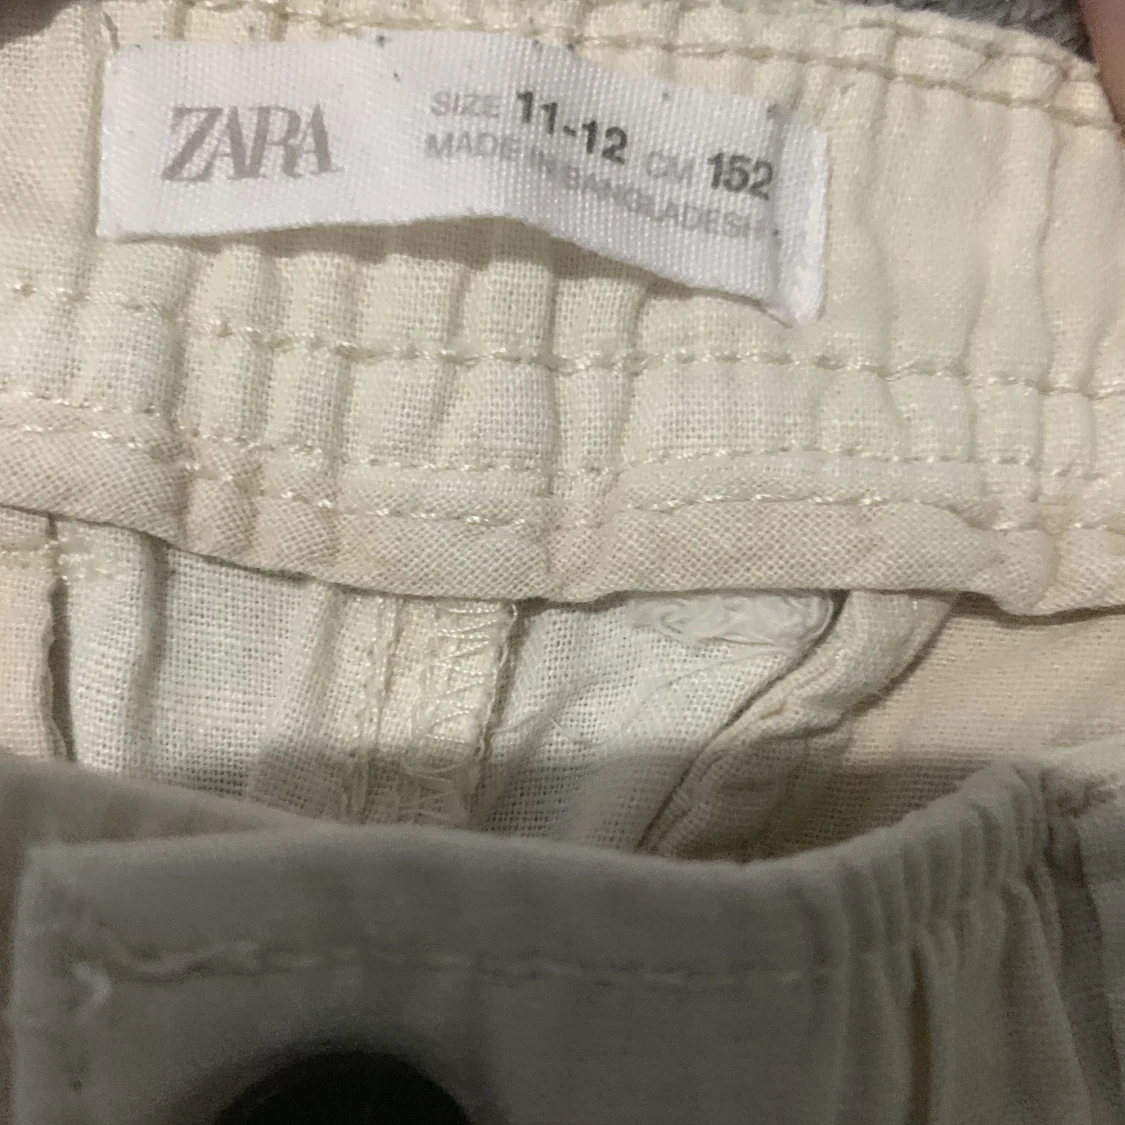 ZARA
SIZE 11-12 CM 152
MADE IN BANGLADESH